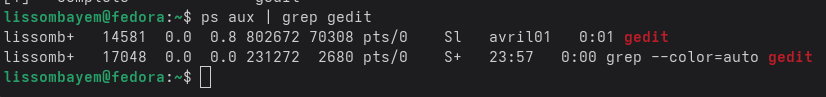 lissombayem@fedora:~$ ps aux | grep gedit
lissomb+   14581  0.0  0.8 802672 70308 pts/0    Sl   avril01   0:01 gedit
lissomb+   17048  0.0  0.0 231272  2680 pts/0    S+   23:57   0:00 grep --color=auto gedit
lissombayem@fedora:~$